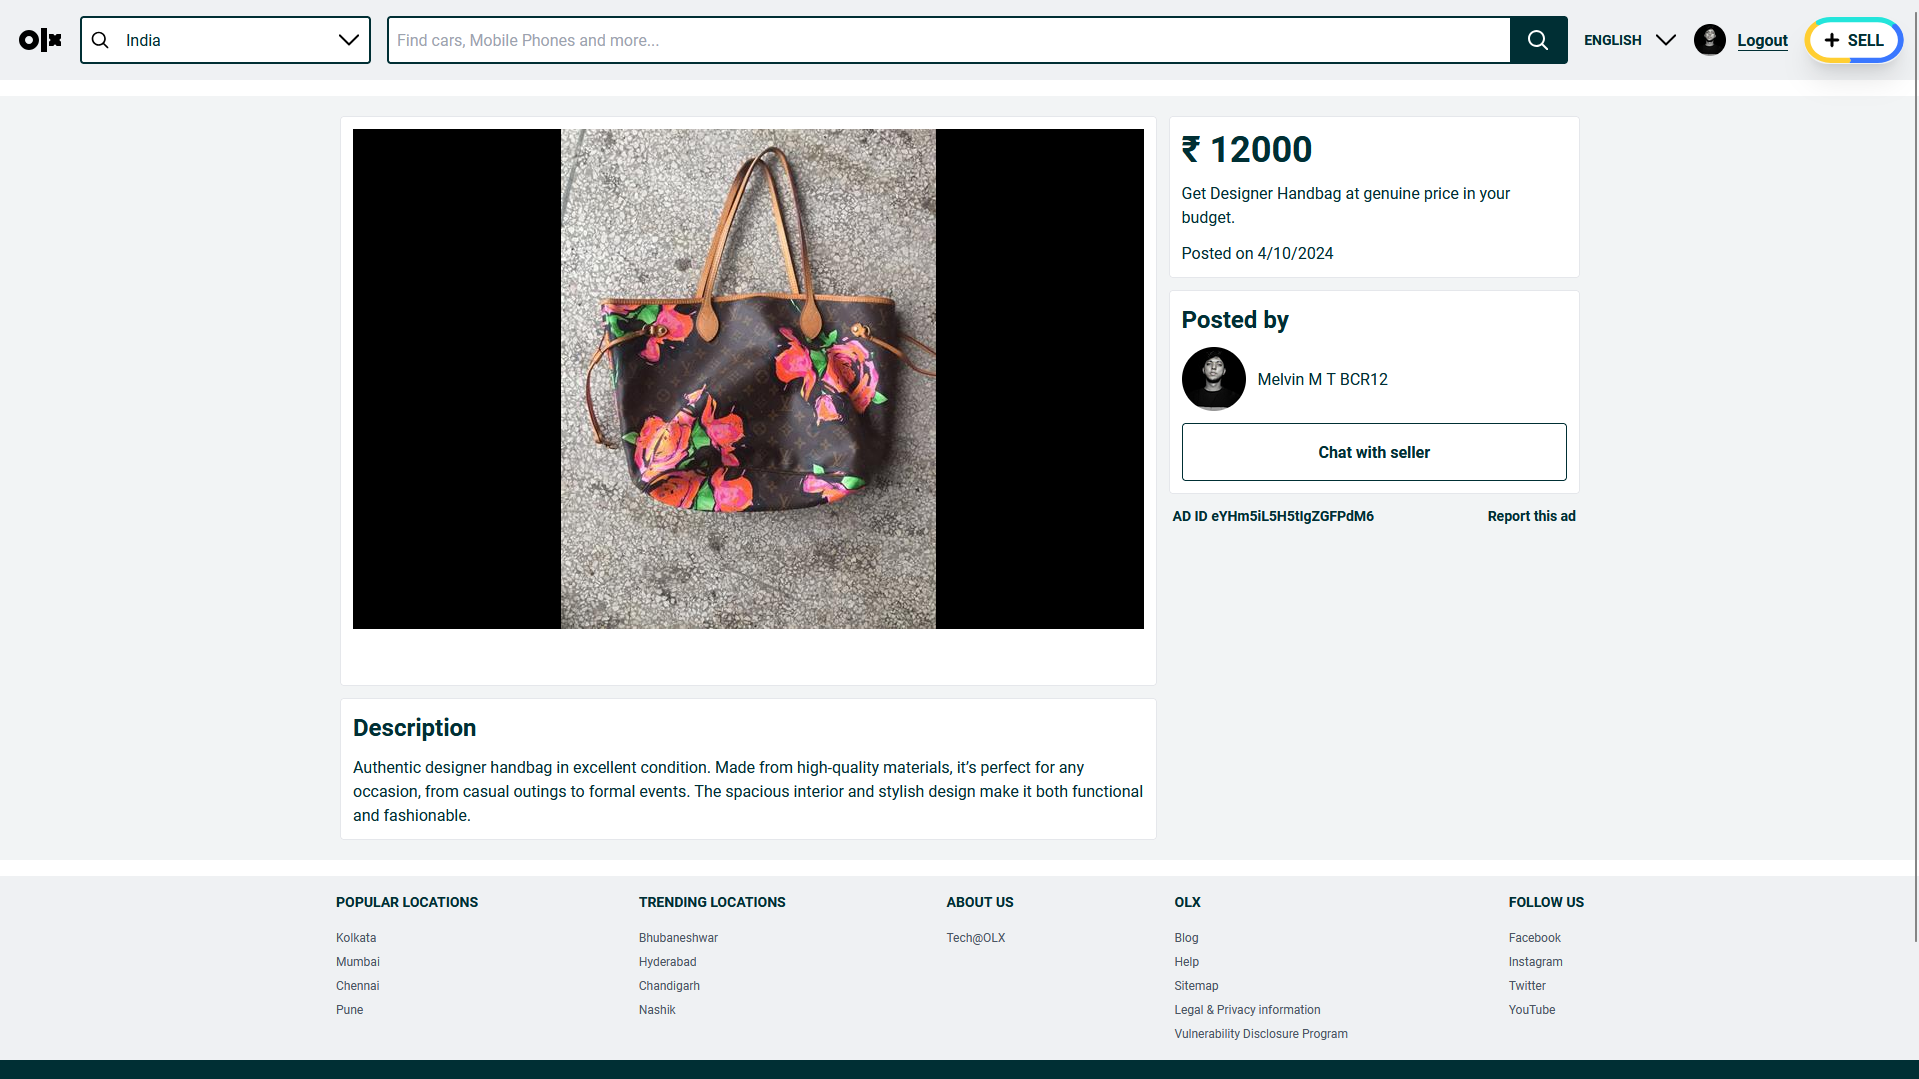 olx
India
Find cars, Mobile Phones and more...
ENGLISH
Logout
+ SELL
₹ 12000
Get Designer Handbag at genuine price in your
budget.
Posted on 4/10/2024
Posted by
Melvin M T BCR12
Chat with seller
AD ID eYHm5iL5H5tIgZGFPdM6
Report this ad
Description
Authentic designer handbag in excellent condition. Made from high-quality materials, it’s perfect for any
occasion, from casual outings to formal events. The spacious interior and stylish design make it both functional
and fashionable.
POPULAR LOCATIONS
Kolkata
Mumbai
Chennai
Pune
TRENDING LOCATIONS
Bhubaneshwar
Hyderabad
Chandigarh
Nashik
ABOUT US
Tech@OLX
OLX
Blog
Help
Sitemap
Legal & Privacy information
Vulnerability Disclosure Program
FOLLOW US
Facebook
Instagram
Twitter
YouTube